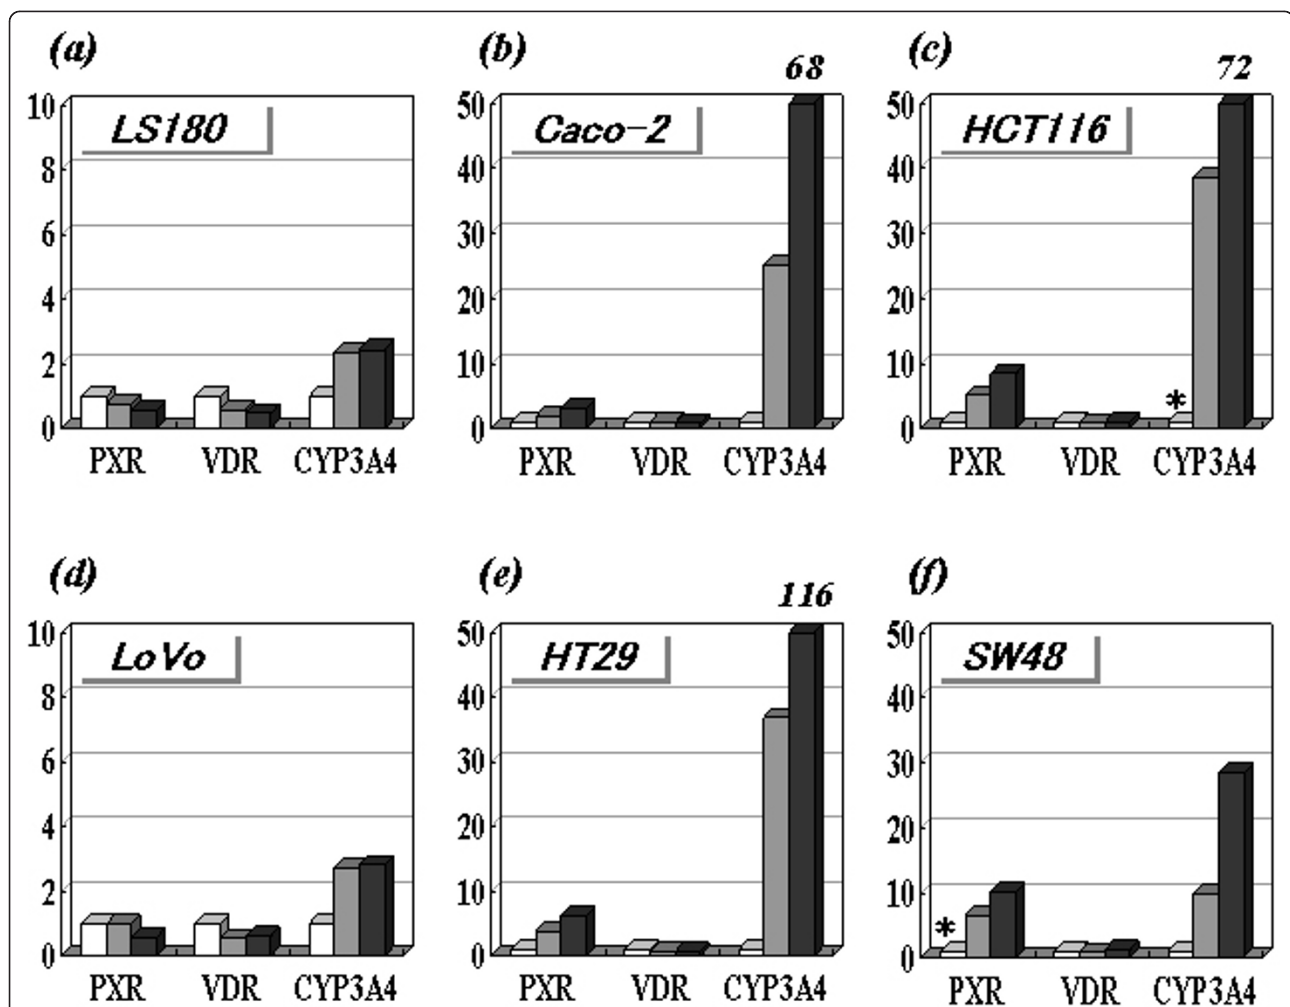 (a) (b) (c)
68 72
10 LS180 50 Caco-2 50 HCT116
8 40 40
6 30 30
4 20 20
2 10 10 *
0 0 0
PXR VDR CYP3A4 PXR VDR CYP3A4 PXR VDR CYP3A4
(d) (e) (f)
116
10 LoVo 50 HT29 50 SW48
8 40 40
6 30 30
4 20 20
2 10 10 *
0 0 0
PXR VDR CYP3A4 PXR VDR CYP3A4 PXR VDR CYP3A4